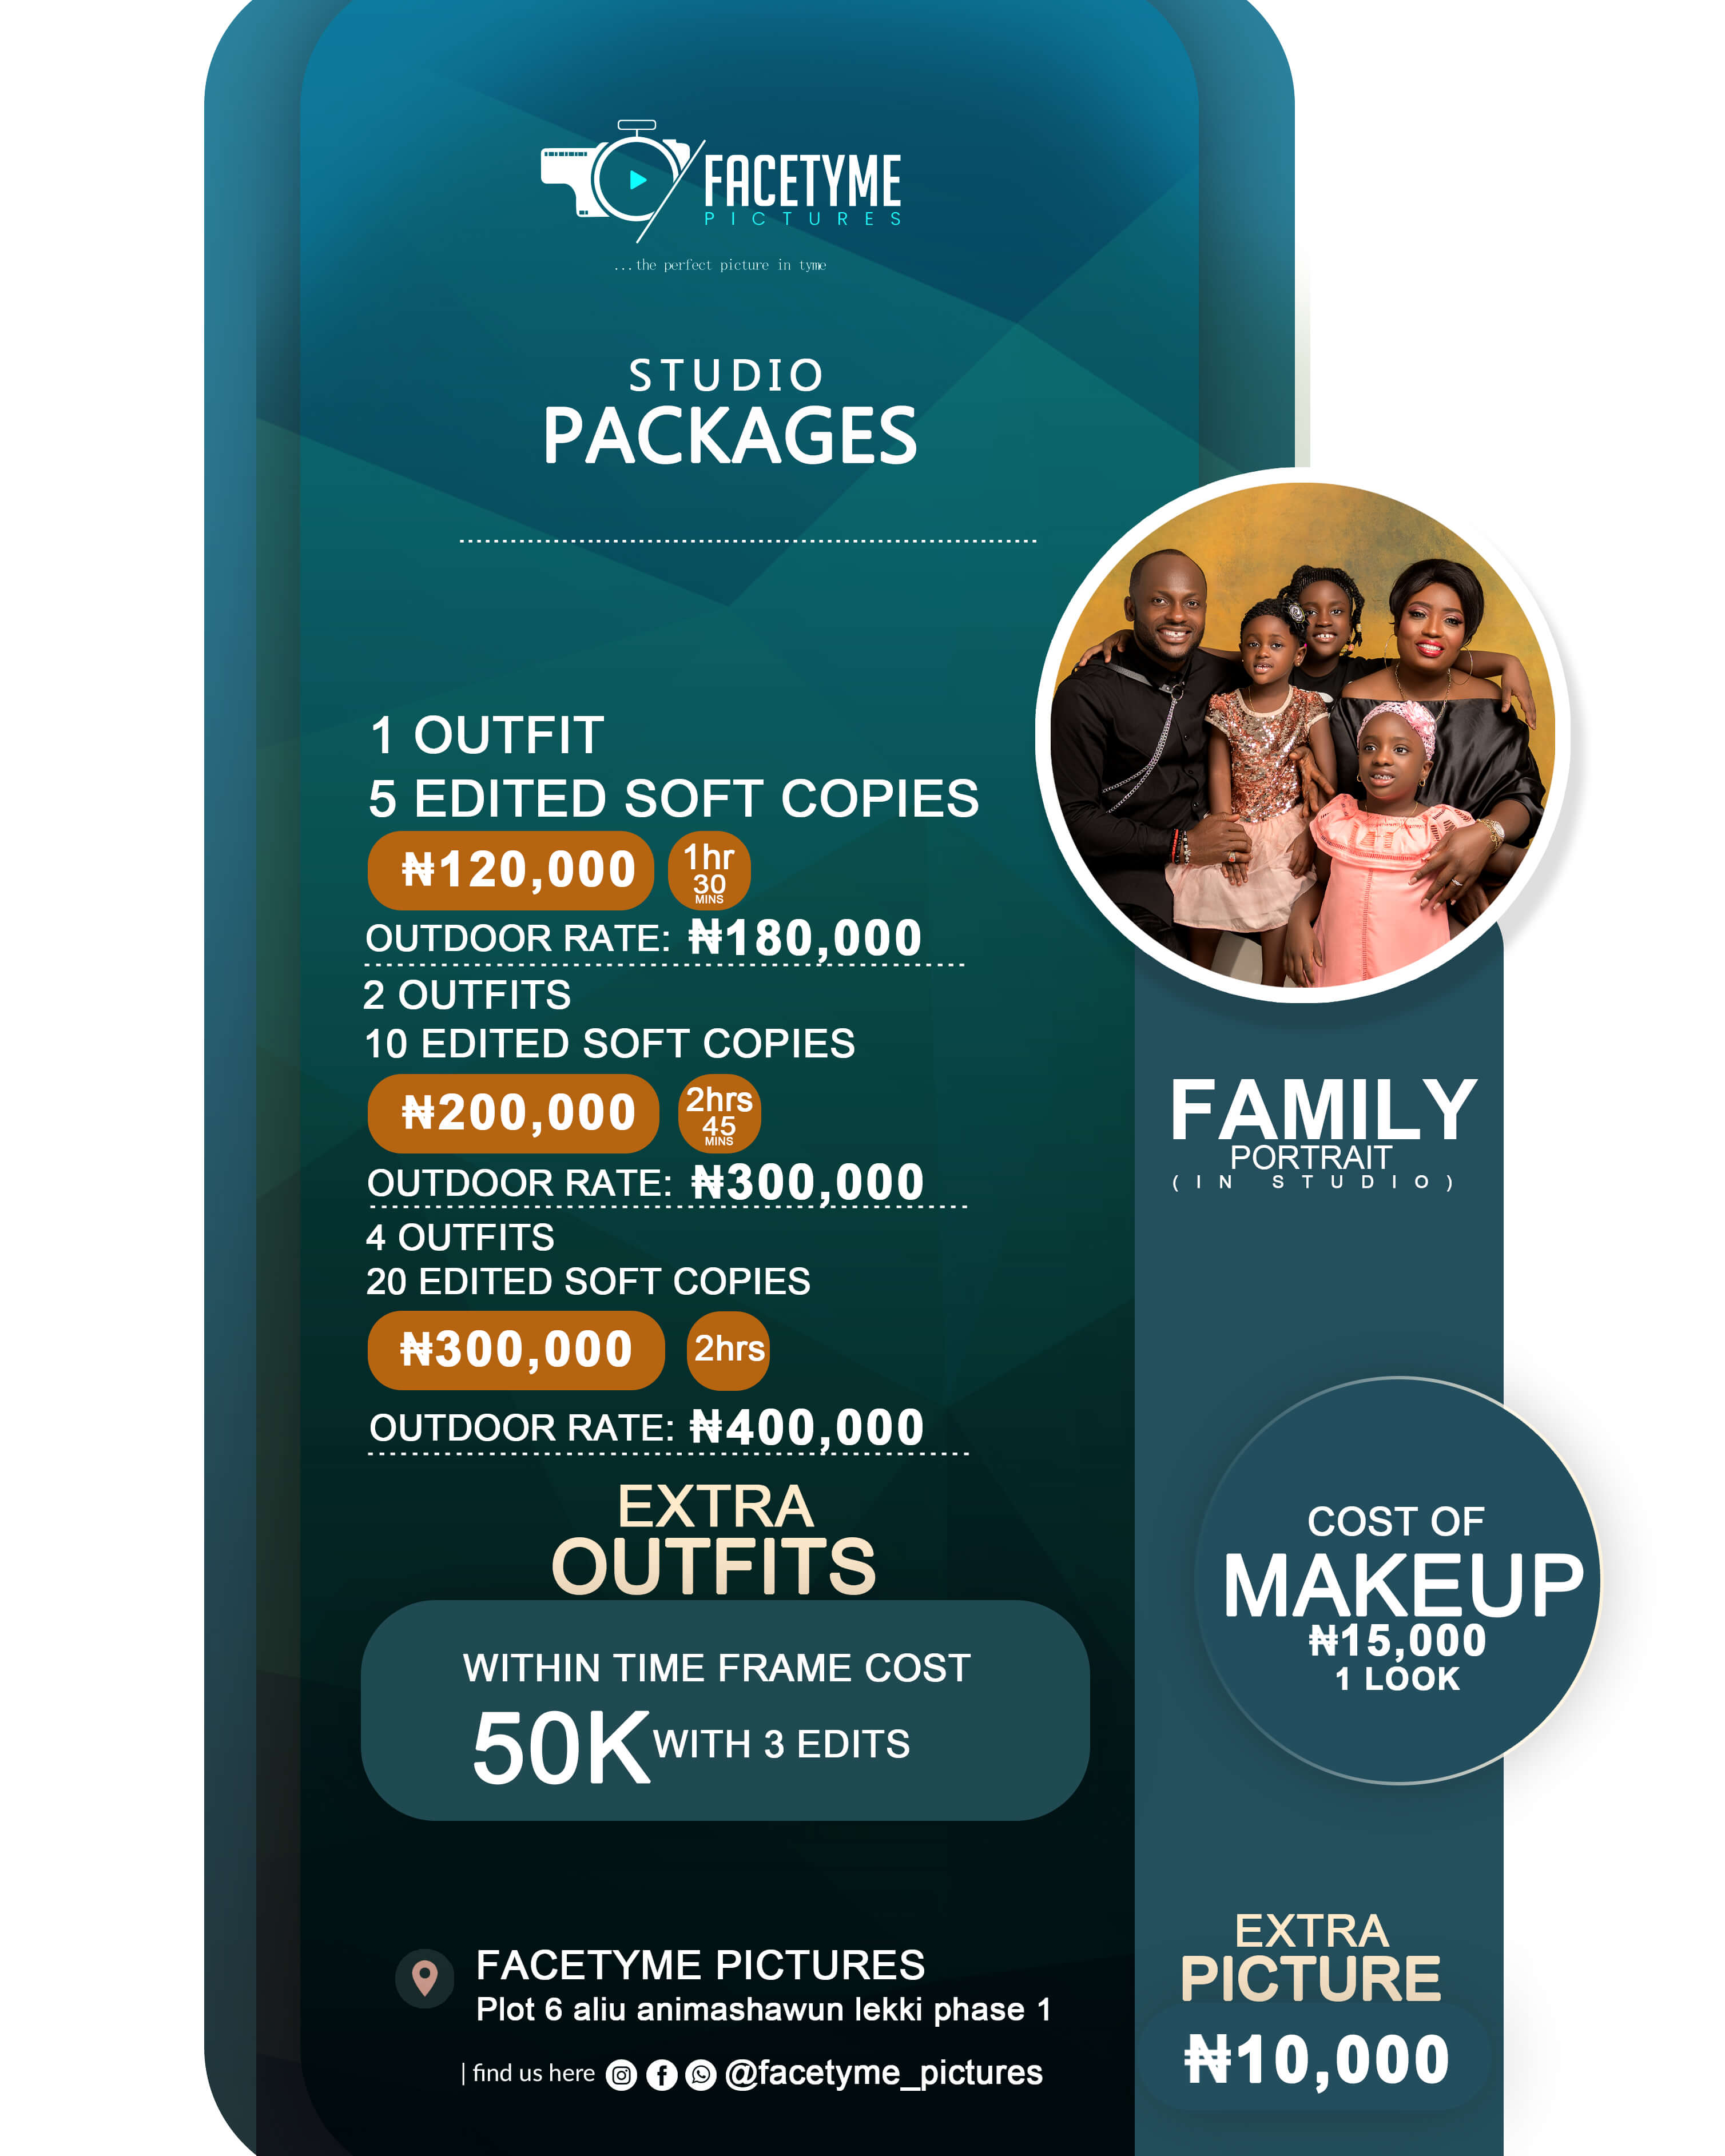 FACETYME
PICTURES
...the perfect picture in tyme
STUDIO
PACKAGES
1 OUTFIT
5 EDITED SOFT COPIES
₦120,000
1hr
30
MINS
OUTDOOR RATE: ₦180,000
2 OUTFITS
10 EDITED SOFT COPIES
₦200,000
2hrs
45
MINS
OUTDOOR RATE: ₦300,000
4 OUTFITS
20 EDITED SOFT COPIES
₦300,000
2hrs
OUTDOOR RATE: ₦400,000
EXTRA
OUTFITS
WITHIN TIME FRAME COST
50K WITH 3 EDITS
FACETYME PICTURES
Plot 6 aliu animashawun lekki phase 1
| find us here @facetyme_pictures
FAMILY
PORTRAIT
(IN STUDIO)
COST OF
MAKEUP
₦15,000
1 LOOK
EXTRA
PICTURE
₦10,000